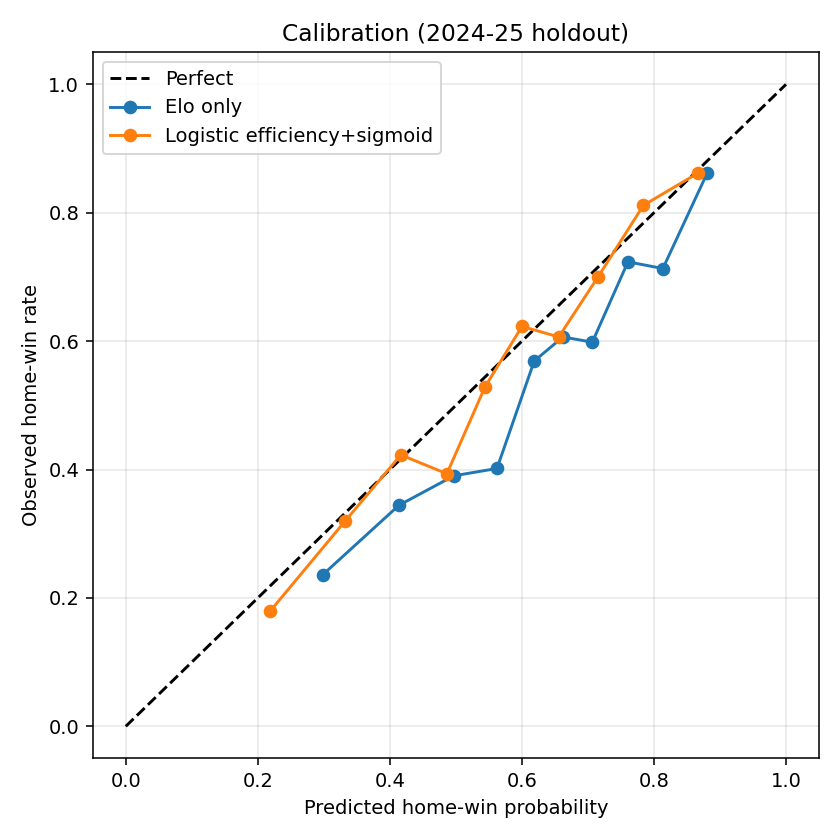 Calibration (2024-25 holdout)
Perfect
Elo only
Logistic efficiency+sigmoid
Observed home-win rate
1.0
0.8
0.6
0.4
0.2
0.0
0.0 0.2 0.4 0.6 0.8 1.0
Predicted home-win probability